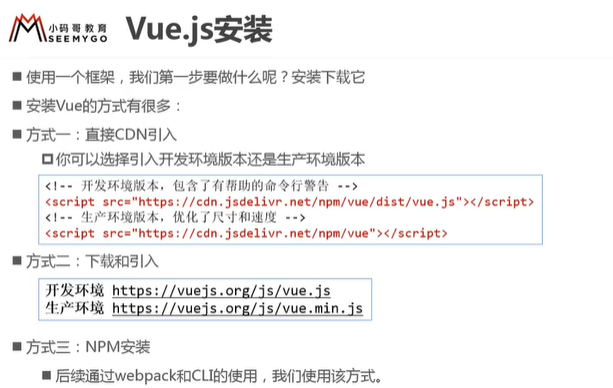 小码哥教育
SEEMYGO
Vue.js安装
使用一个框架，我们第一步要做什么呢？安装下载它
安装Vue的方式有很多：
方式一：直接CDN引入
你可以选择引入开发环境版本还是生产环境版本
<!-- 开发环境版本，包含了有帮助的命令行警告 -->
<script src="https://cdn.jsdelivr.net/npm/vue/dist/vue.js"></script>
<!-- 生产环境版本，优化了尺寸和速度 -->
<script src="https://cdn.jsdelivr.net/npm/vue"></script>
方式二：下载和引入
开发环境 https://vuejs.org/js/vue.js
生产环境 https://vuejs.org/js/vue.min.js
方式三：NPM安装
后续通过webpack和CLI的使用，我们使用该方式。